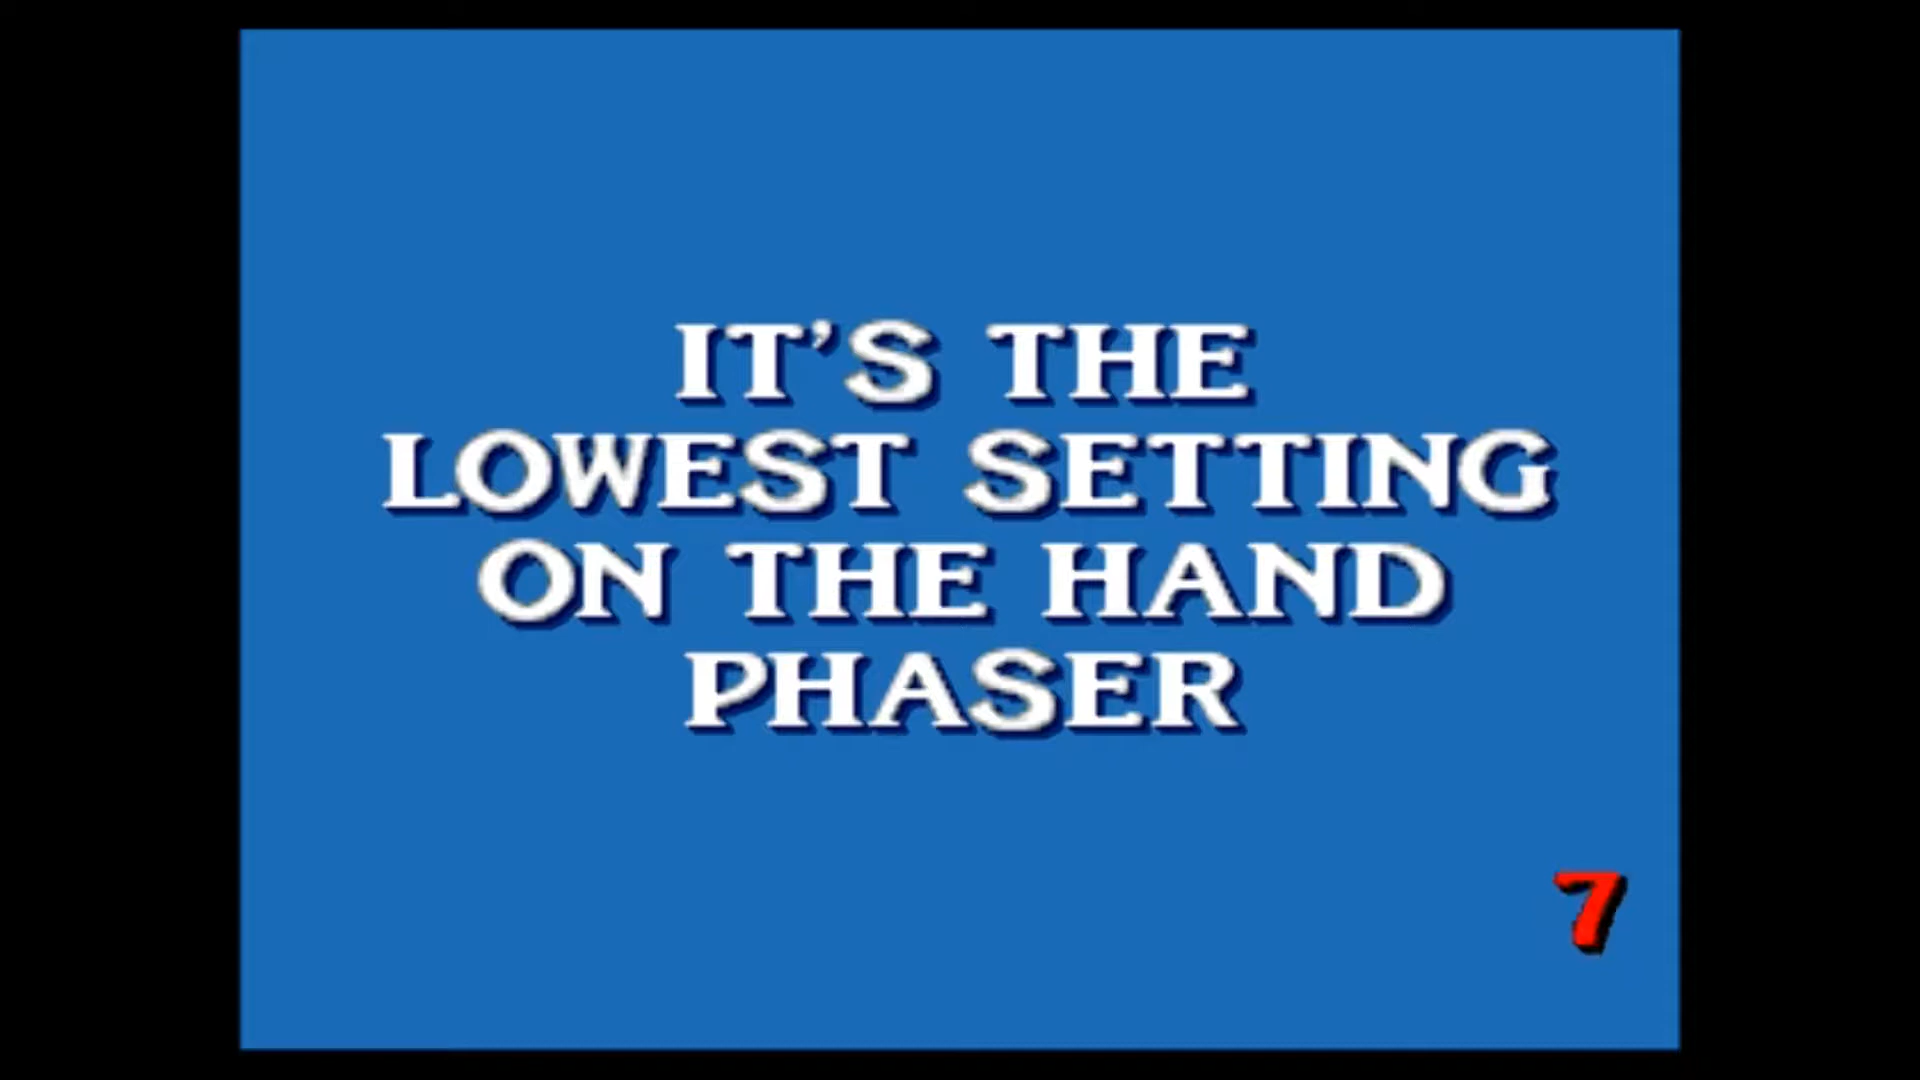 IT'S THE
LOWEST SETTING
ON THE HAND
PHASER
7